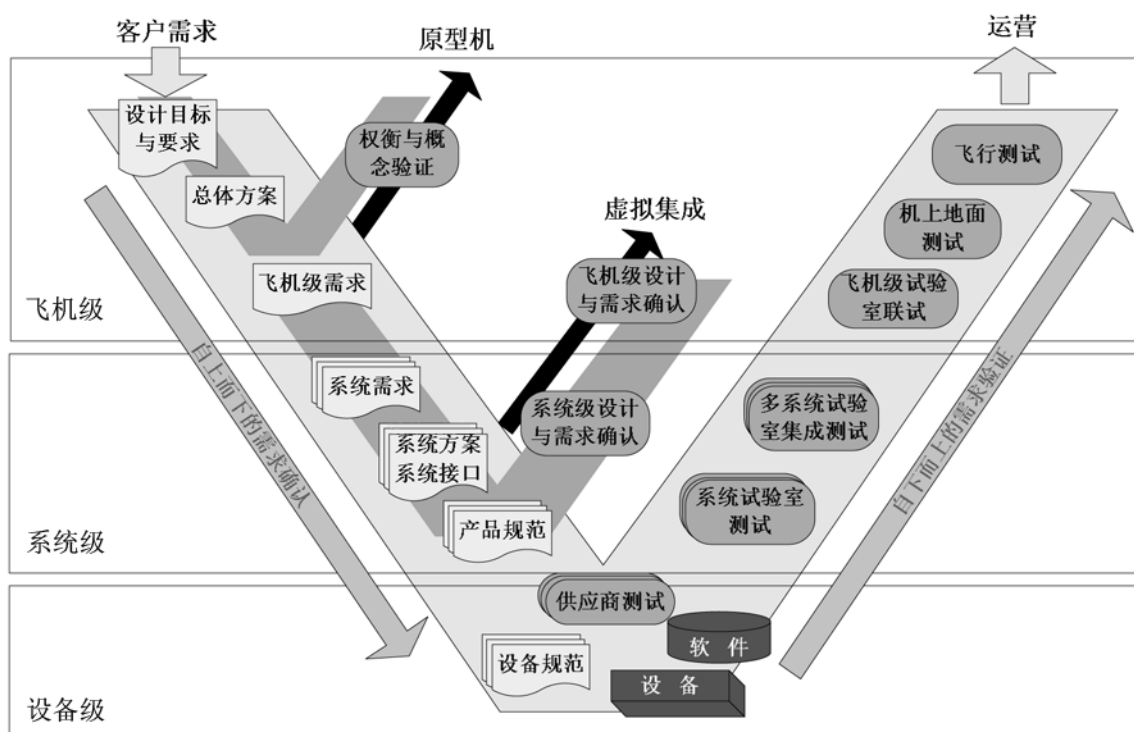 客户需求
原型机
运营
设计目标
与要求
权衡与概
念验证
飞行测试
总体方案
虚拟集成
机上地面
测试
飞机级需求
飞机级设计
与需求确认
飞机级试验
室联试
飞机级
自上而下的需求确认
自下而上的需求验证
系统需求
系统级设计
与需求确认
多系统试验
室集成测试
系统方案
系统接口
系统试验室
测试
产品规范
系统级
供应商测试
软件
设备规范
设备
设备级